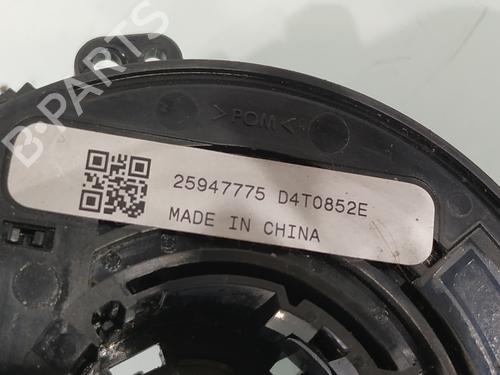 B-PARTS
>POM<
25947775 D4T0852E
MADE IN CHINA